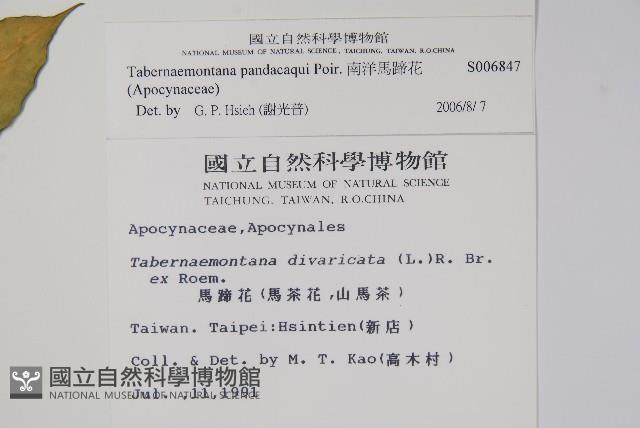 國立自然科學博物館
NATIONAL MUSEUM OF NATURAL SCIENCE, TAICHUNG, TAIWAN, R.O.CHINA
Tabernaemontana pandacaqui Poir. 南洋馬蹄花 S006847
(Apocynaceae)
Det. by G. P. Hsieh (謝光普) 2006/8/7
國立自然科學博物館
NATIONAL MUSEUM OF NATURAL SCIENCE
TAICHUNG, TAIWAN, R.O.CHINA
Apocynaceae,Apocynales
Tabernaemontana divaricata (L.)R. Br.
ex Roem.
馬蹄花(馬茶花,山馬茶)
Taiwan. Taipei:Hsintien(新店)
Coll. & Det. by M. T. Kao(高木村)
Jul. ,11,1991
國立自然科學博物館
NATIONAL MUSEUM OF NATURAL SCIENCE